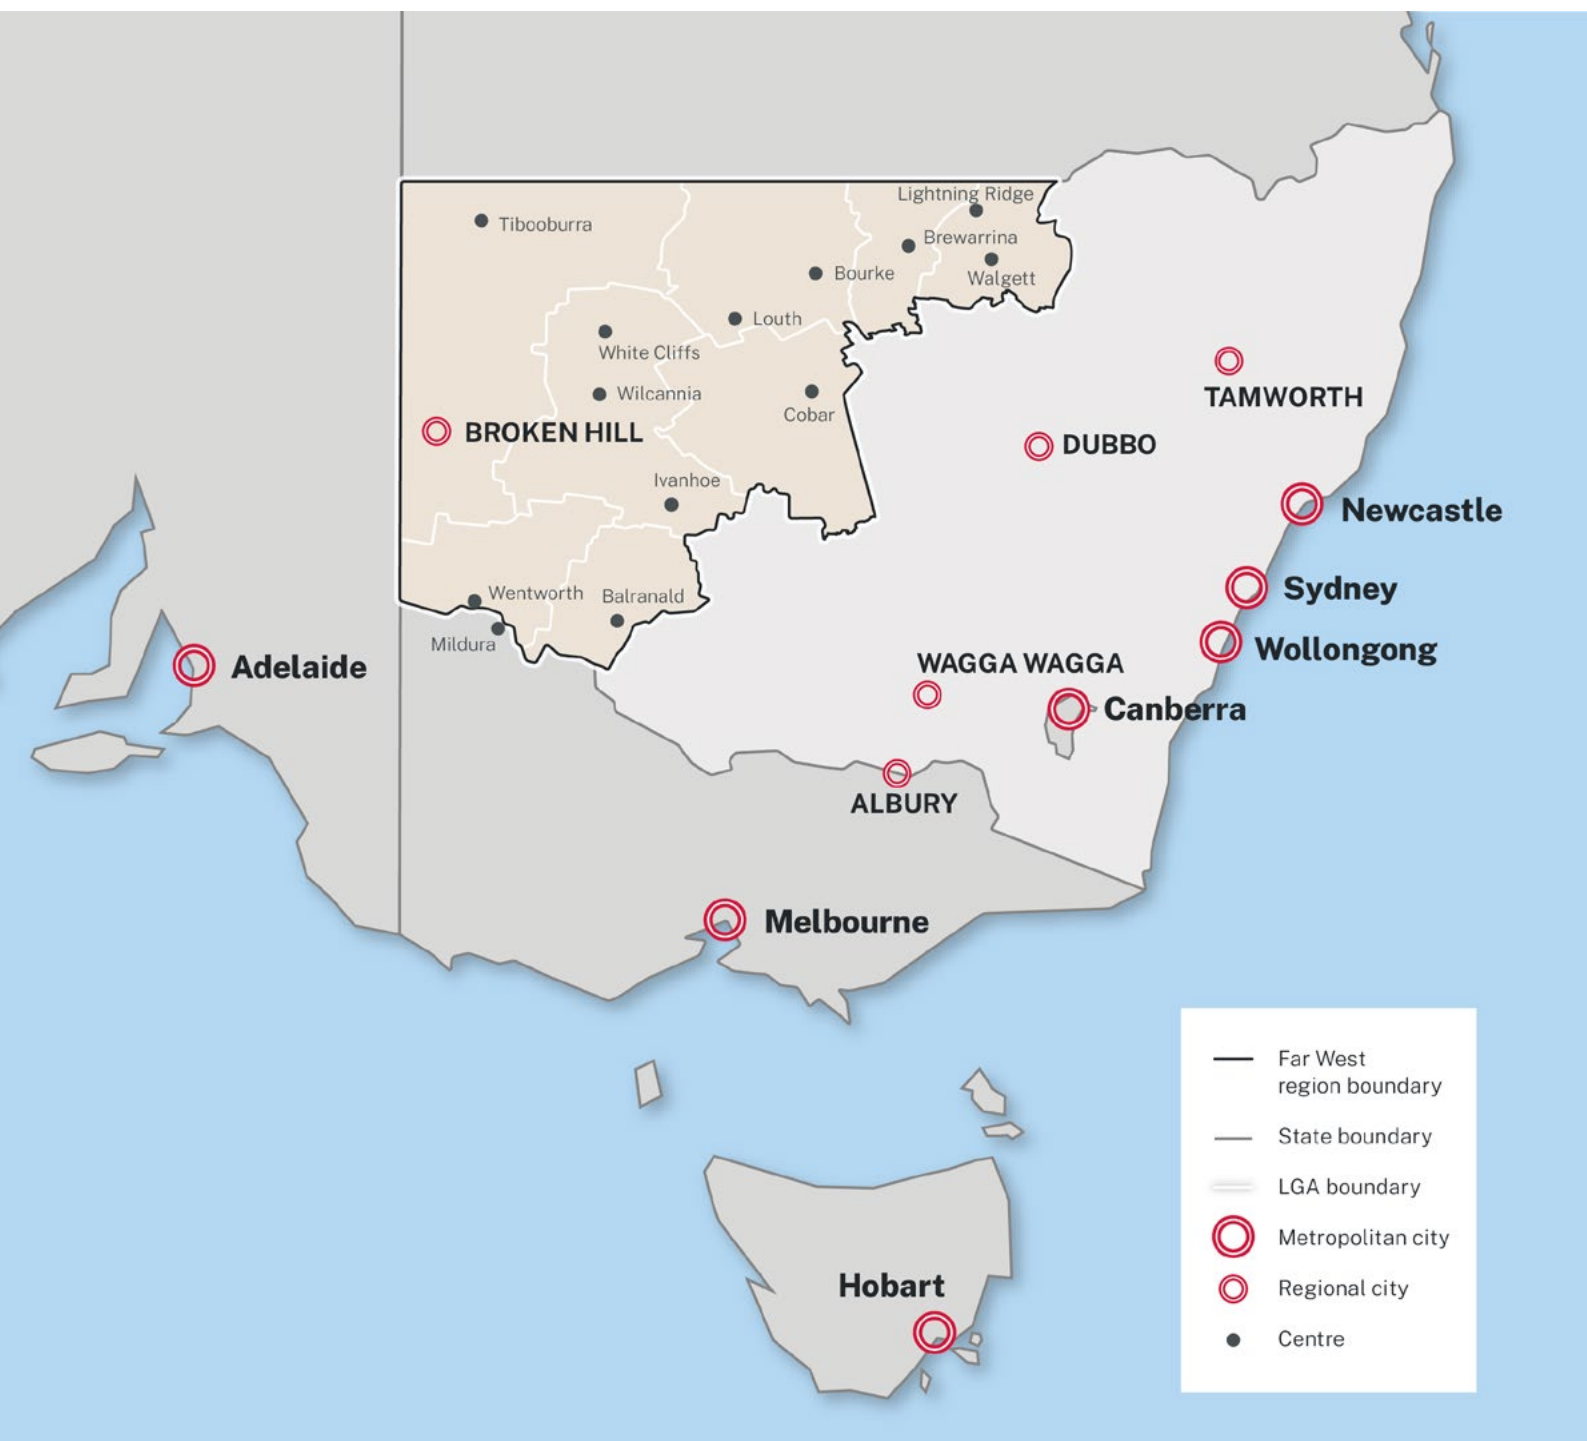 Lightning Ridge
Tibooburra
Brewarrina
Bourke
Walgett
Louth
White Cliffs
Wilcannia
TAMWORTH
Cobar
BROKEN HILL
DUBBO
Ivanhoe
Newcastle
Wentworth
Balranald
Sydney
Mildura
Wollongong
Adelaide
WAGGA WAGGA
Canberra
ALBURY
Melbourne
Hobart
Far West
region boundary
State boundary
LGA boundary
Metropolitan city
Regional city
Centre